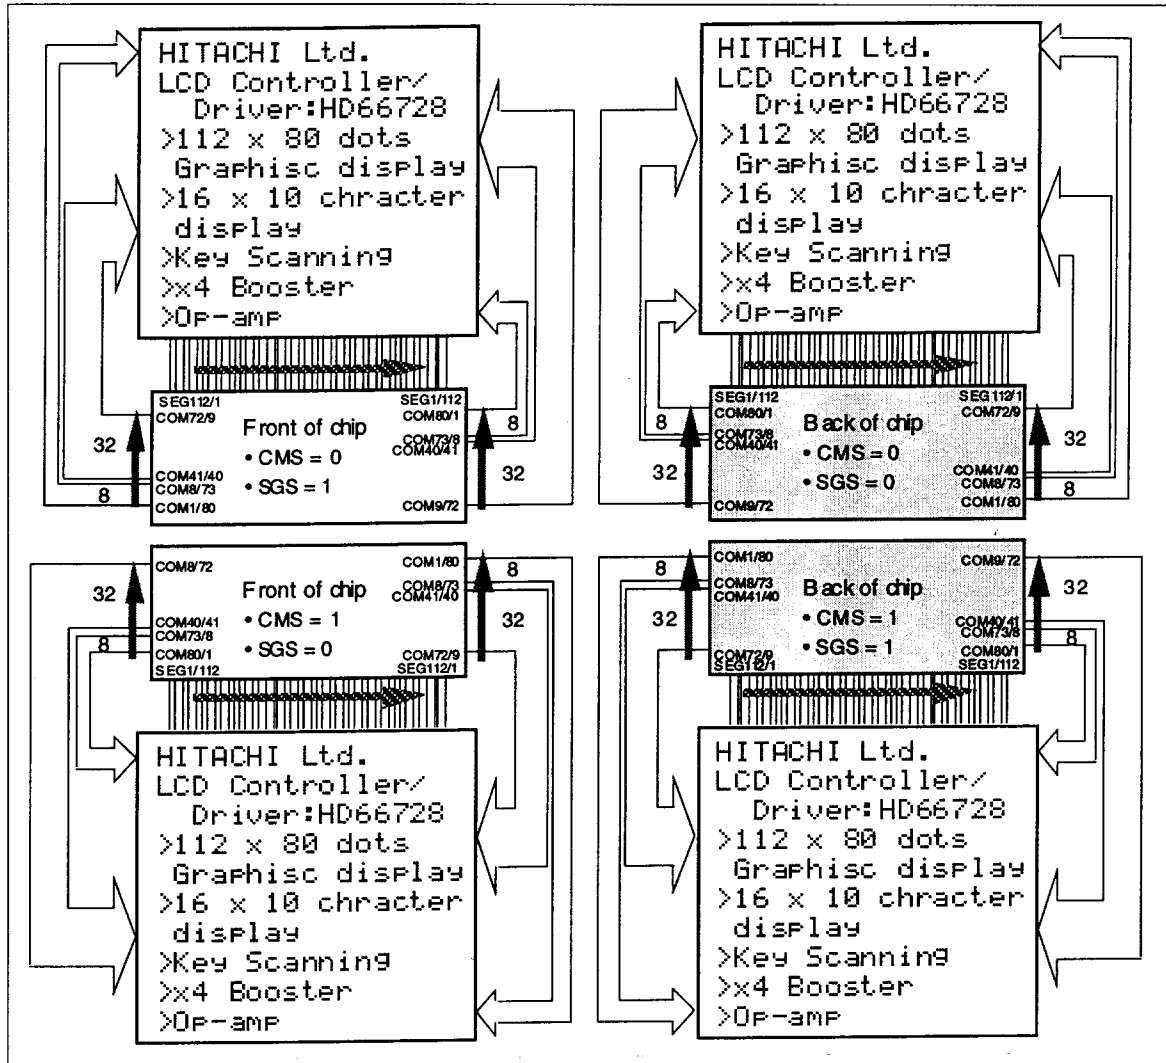 HITACHI Ltd.
LCD Controller/
Driver:HD66728
>112 x 80 dots
Graphisc display
>16 x 10 chracter
display
>Key Scanning
>x4 Booster
>Op-amp
SEG112/1
SEG1/112
COM72/9
COM80/1
Front of chip
8
32
COM73/8
COM40/41
• CMS = 0
32
COM41/40
COM8/73
• SGS = 1
8
COM1/80
COM9/72
HITACHI Ltd.
LCD Controller/
Driver:HD66728
>112 x 80 dots
Graphisc display
>16 x 10 chracter
display
>Key Scanning
>x4 Booster
>Op-amp
SEG1/112
SEG112/1
COM80/1
COM72/9
8
Back of chip
COM73/8
COM40/41
32
• CMS = 0
32
COM41/40
COM8/73
• SGS = 0
8
COM9/72
COM1/80
COM8/72
COM1/80
8
32
Front of chip
COM8/73
COM41/40
COM40/41
• CMS = 1
32
COM73/8
8
COM80/1
• SGS = 0
COM72/9
SEG1/112
SEG112/1
HITACHI Ltd.
LCD Controller/
Driver:HD66728
>112 x 80 dots
Graphisc display
>16 x 10 chracter
display
>Key Scanning
>x4 Booster
>Op-amp
COM1/80
COM9/72
8
COM8/73
COM41/40
Back of chip
32
32
• CMS = 1
COM40/41
COM73/8
8
COM72/9
• SGS = 1
COM80/1
SEG112/1
SEG1/112
HITACHI Ltd.
LCD Controller/
Driver:HD66728
>112 x 80 dots
Graphisc display
>16 x 10 chracter
display
>Key Scanning
>x4 Booster
>Op-amp